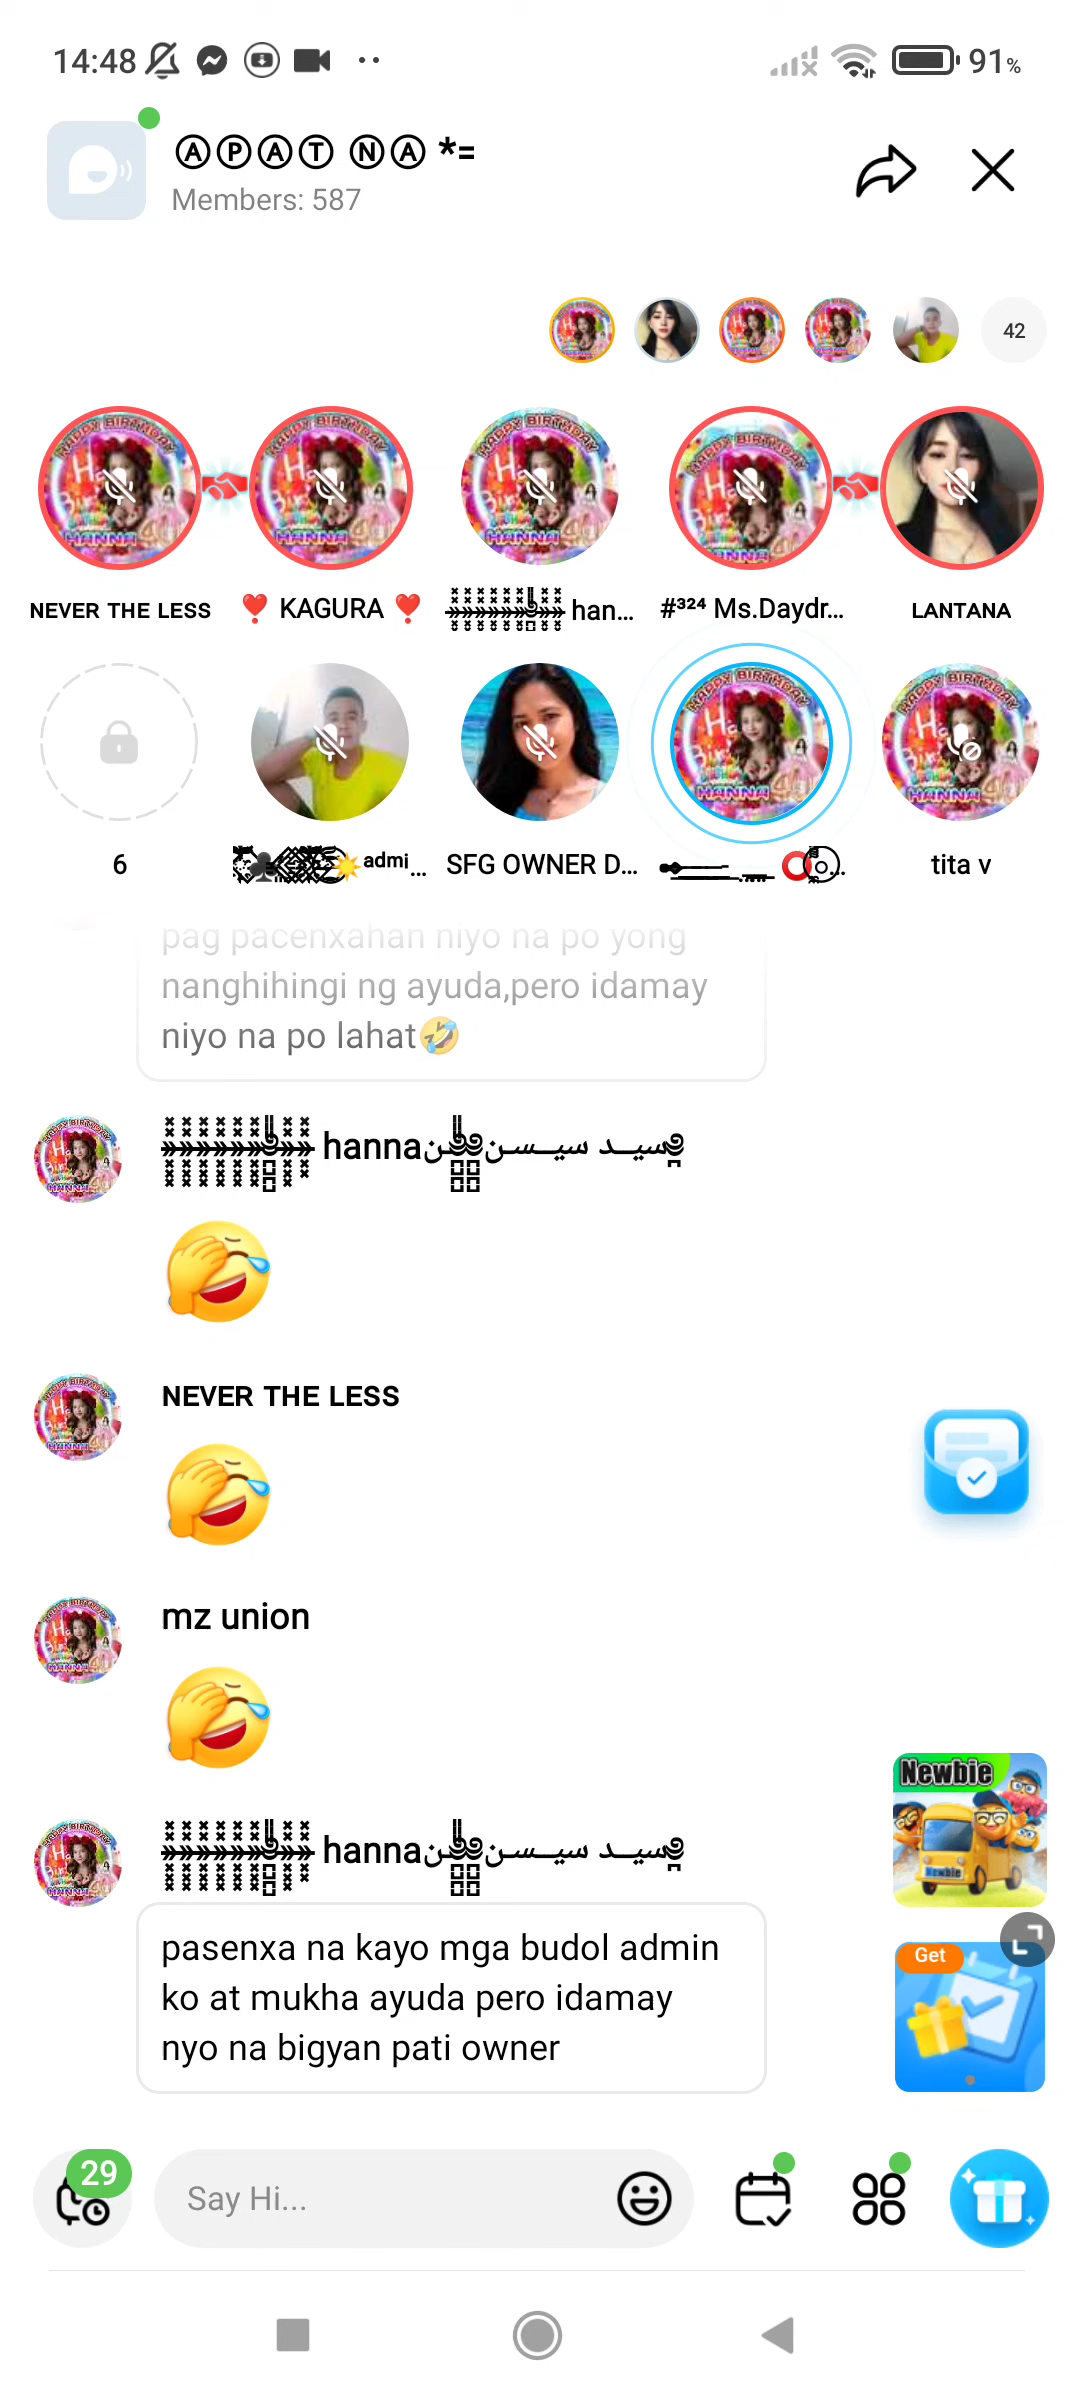 14:48
91%
ⒶⓅⒶⓉ ⓃⒶ *=
Members: 587
42
NEVER THE LESS
❣️ KAGURA ❣️
han...
#³²⁴ Ms.Daydr...
LANTANA
6
ᵃᵈᵐⁱ...
SFG OWNER D...
tita v
pag pacenxahan niyo na po yong
nanghihingi ng ayuda,pero idamay
niyo na po lahat🤣
hanna
NEVER THE LESS
mz union
Newbie
hanna
pasenxa na kayo mga budol admin
ko at mukha ayuda pero idamay
nyo na bigyan pati owner
Get
29
Say Hi...